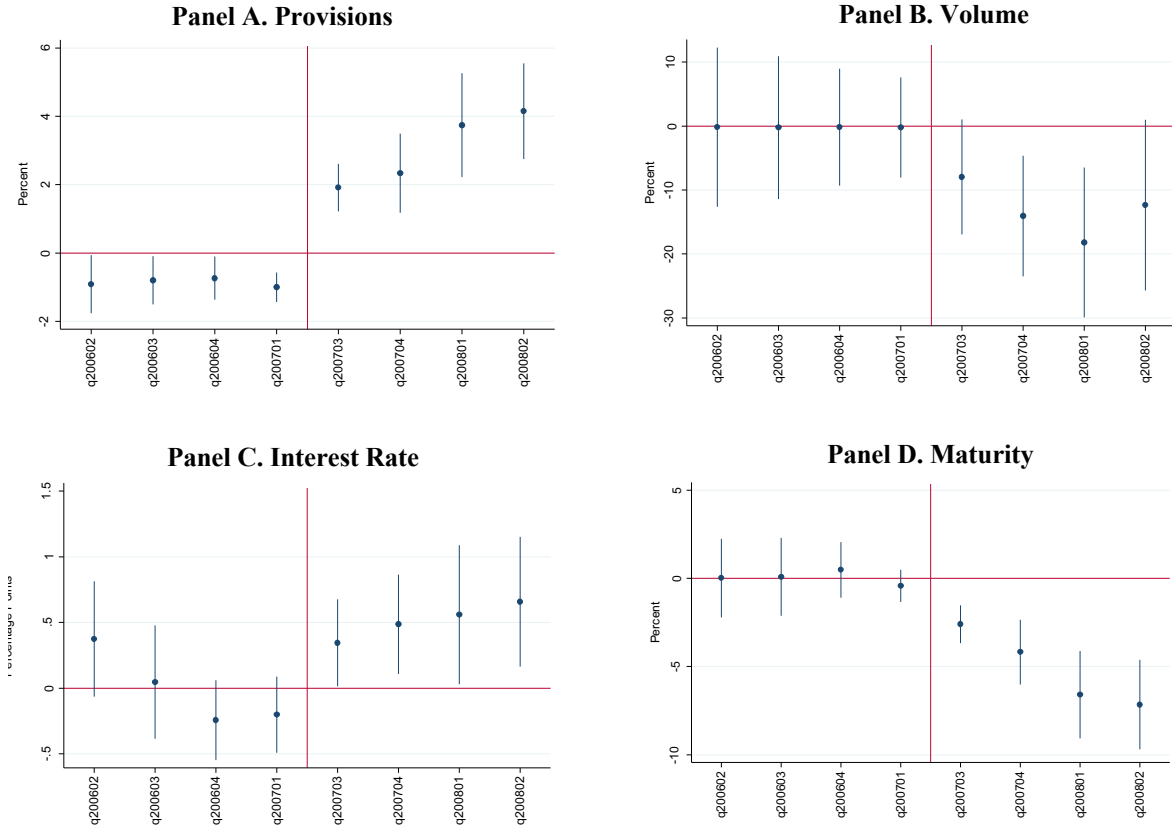 Panel A. Provisions
Percent
6
4
2
0
-2
q200602
q200603
q200604
q200701
q200703
q200704
q200801
q200802
Panel B. Volume
Percent
10
0
-10
-20
-30
q200602
q200603
q200604
q200701
q200703
q200704
q200801
q200802
Panel C. Interest Rate
Percentage Points
1.5
1
.5
0
-.5
q200602
q200603
q200604
q200701
q200703
q200704
q200801
q200802
Panel D. Maturity
Percent
5
0
-5
-10
q200602
q200603
q200604
q200701
q200703
q200704
q200801
q200802